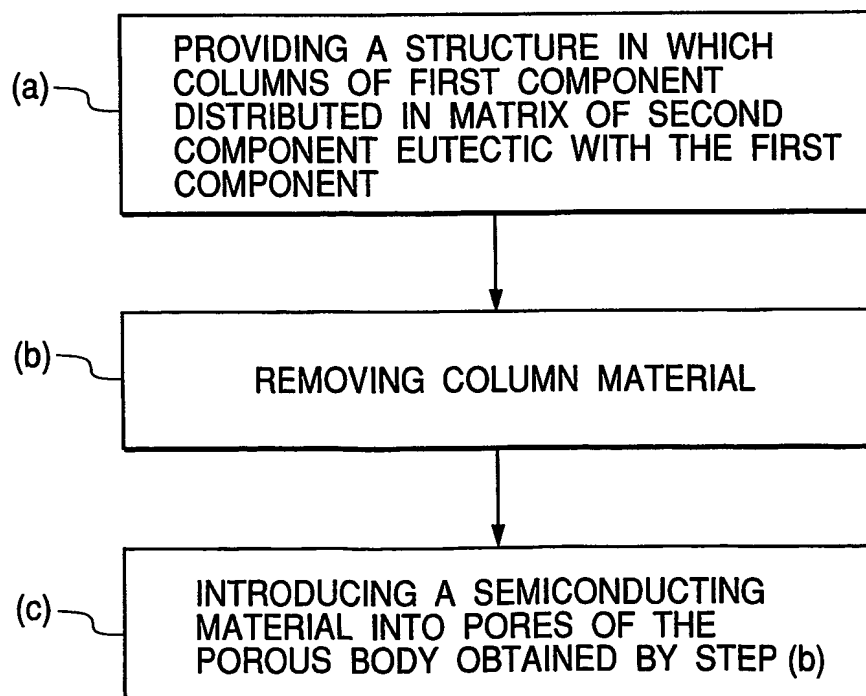 (a)
PROVIDING A STRUCTURE IN WHICH
COLUMNS OF FIRST COMPONENT
DISTRIBUTED IN MATRIX OF SECOND
COMPONENT EUTECTIC WITH THE FIRST
COMPONENT
(b)
REMOVING COLUMN MATERIAL
(c)
INTRODUCING A SEMICONDUCTING
MATERIAL INTO PORES OF THE
POROUS BODY OBTAINED BY STEP (b)